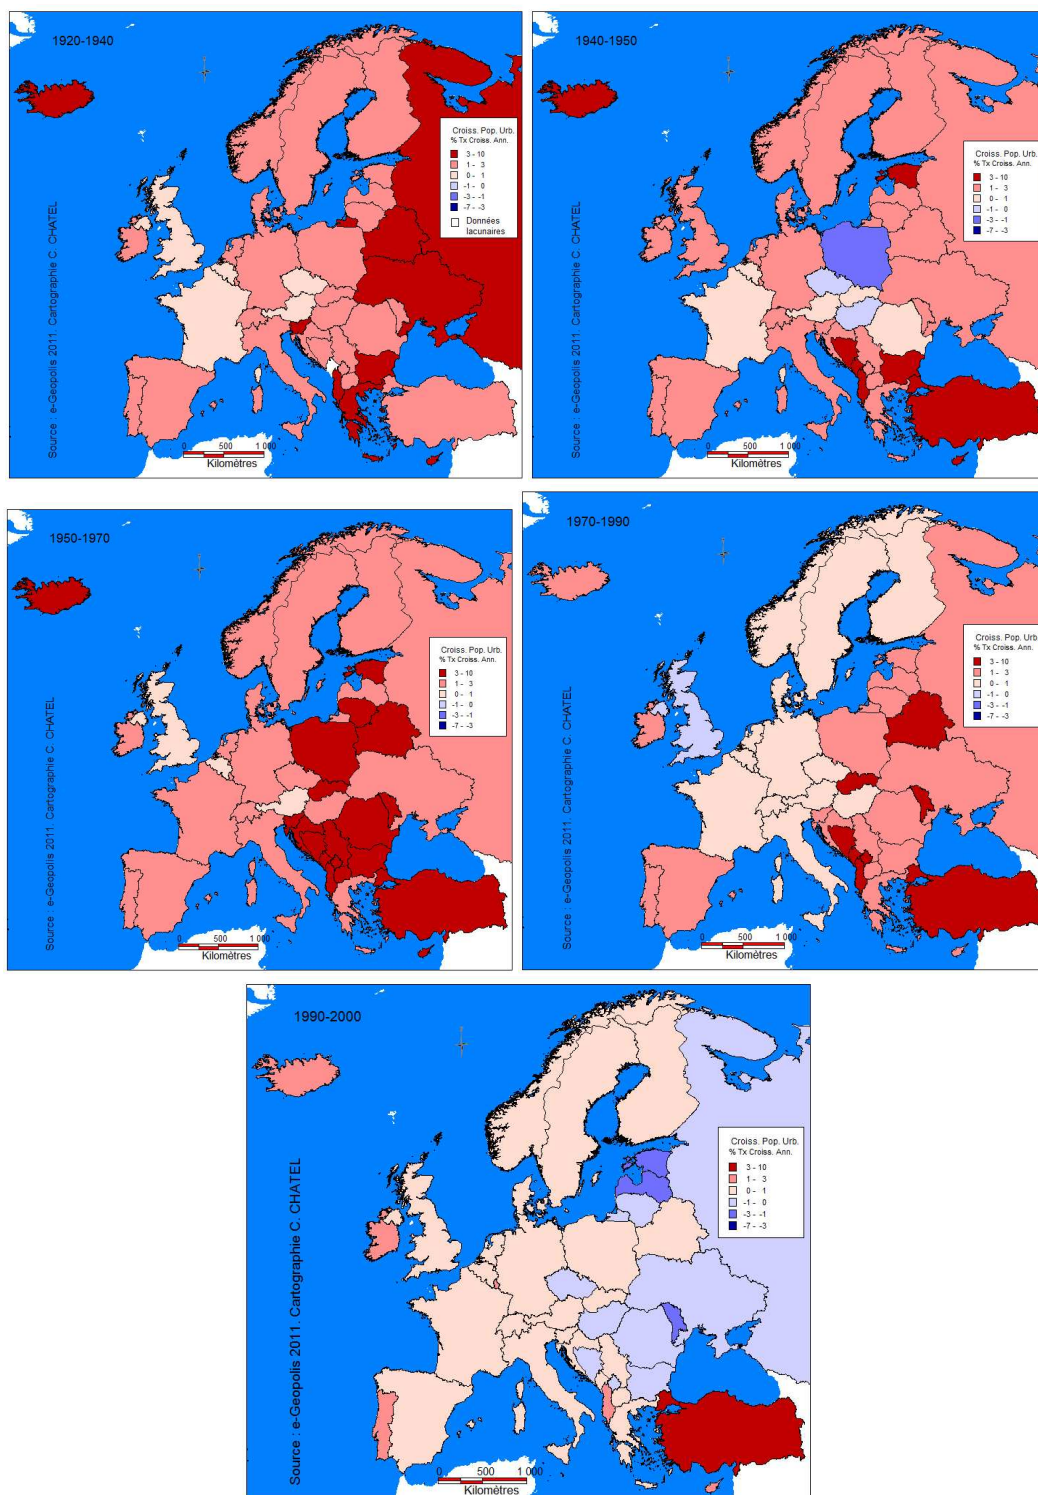 1920-1940
Croiss. Pop. Urb.
% Tx Croiss. Ann.
3 - 10
1 - 3
0 - 1
-1 - 0
-3 - -1
-7 - -3
Données
lacunaires
Source : e-Geopolis 2011. Cartographie C. CHATEL
0 500 1 000
Kilomètres
1940-1950
Croiss. Pop. Urb.
% Tx Croiss. Ann.
3 - 10
1 - 3
0 - 1
-1 - 0
-3 - -1
-7 - -3
Source : e-Geopolis 2011. Cartographie C. CHATEL
0 500 1 000
Kilomètres
1950-1970
Croiss. Pop. Urb.
% Tx Croiss. Ann.
3 - 10
1 - 3
0 - 1
-1 - 0
-3 - -1
-7 - -3
Source : e-Geopolis 2011. Cartographie C. CHATEL
0 500 1 000
Kilomètres
1970-1990
Croiss. Pop. Urb.
% Tx Croiss. Ann.
3 - 10
1 - 3
0 - 1
-1 - 0
-3 - -1
-7 - -3
Source : e-Geopolis 2011. Cartographie C. CHATEL
0 500 1 000
Kilomètres
1990-2000
Croiss. Pop. Urb.
% Tx Croiss. Ann.
3 - 10
1 - 3
0 - 1
-1 - 0
-3 - -1
-7 - -3
Source : e-Geopolis 2011. Cartographie C. CHATEL
0 500 1 000
Kilomètres